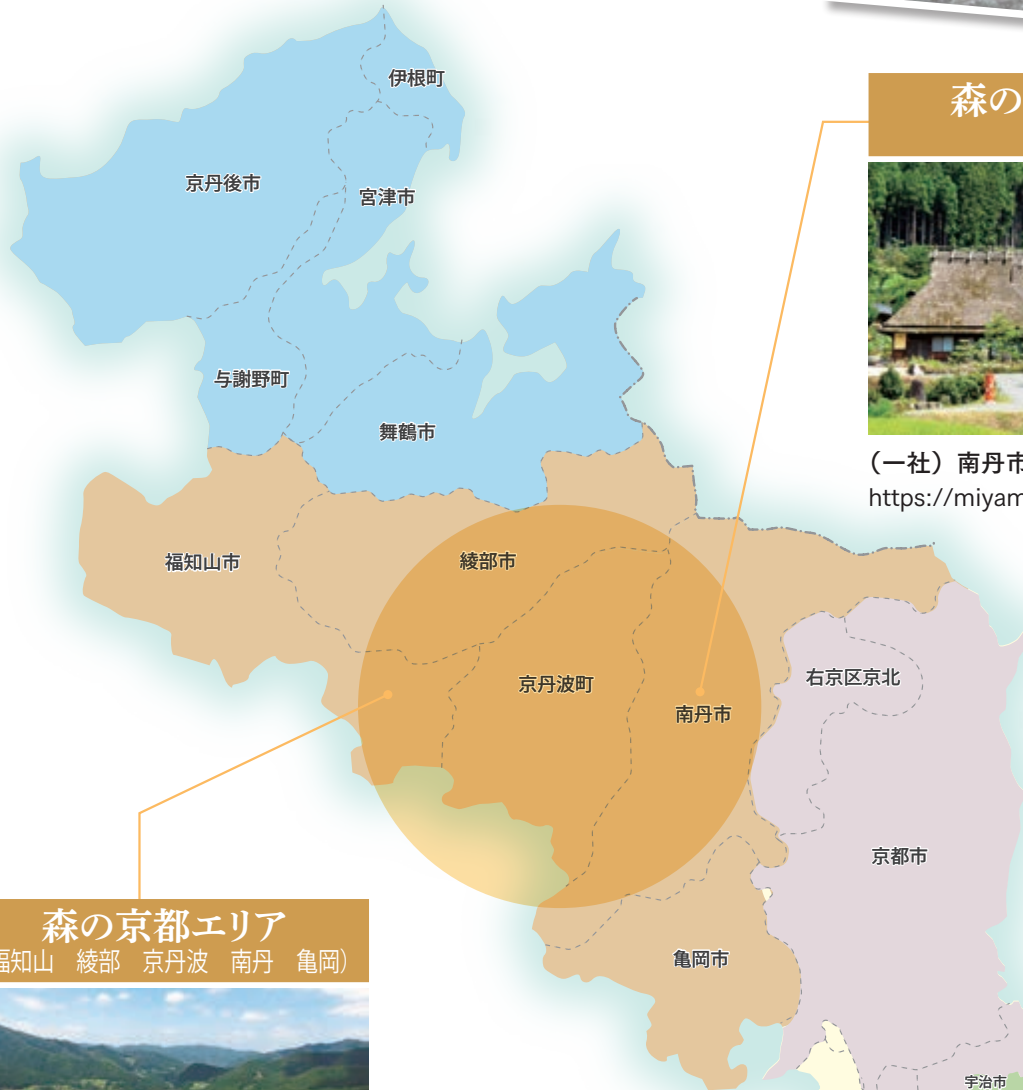 伊根町
京丹後市
宮津市
与謝野町
舞鶴市
森の
(一社)南丹市
https://miyam
福知山市
綾部市
京丹波町
南丹市
右京区京北
京都市
亀岡市
宇治市
森の京都エリア
福知山 綾部 京丹波 南丹 亀岡)